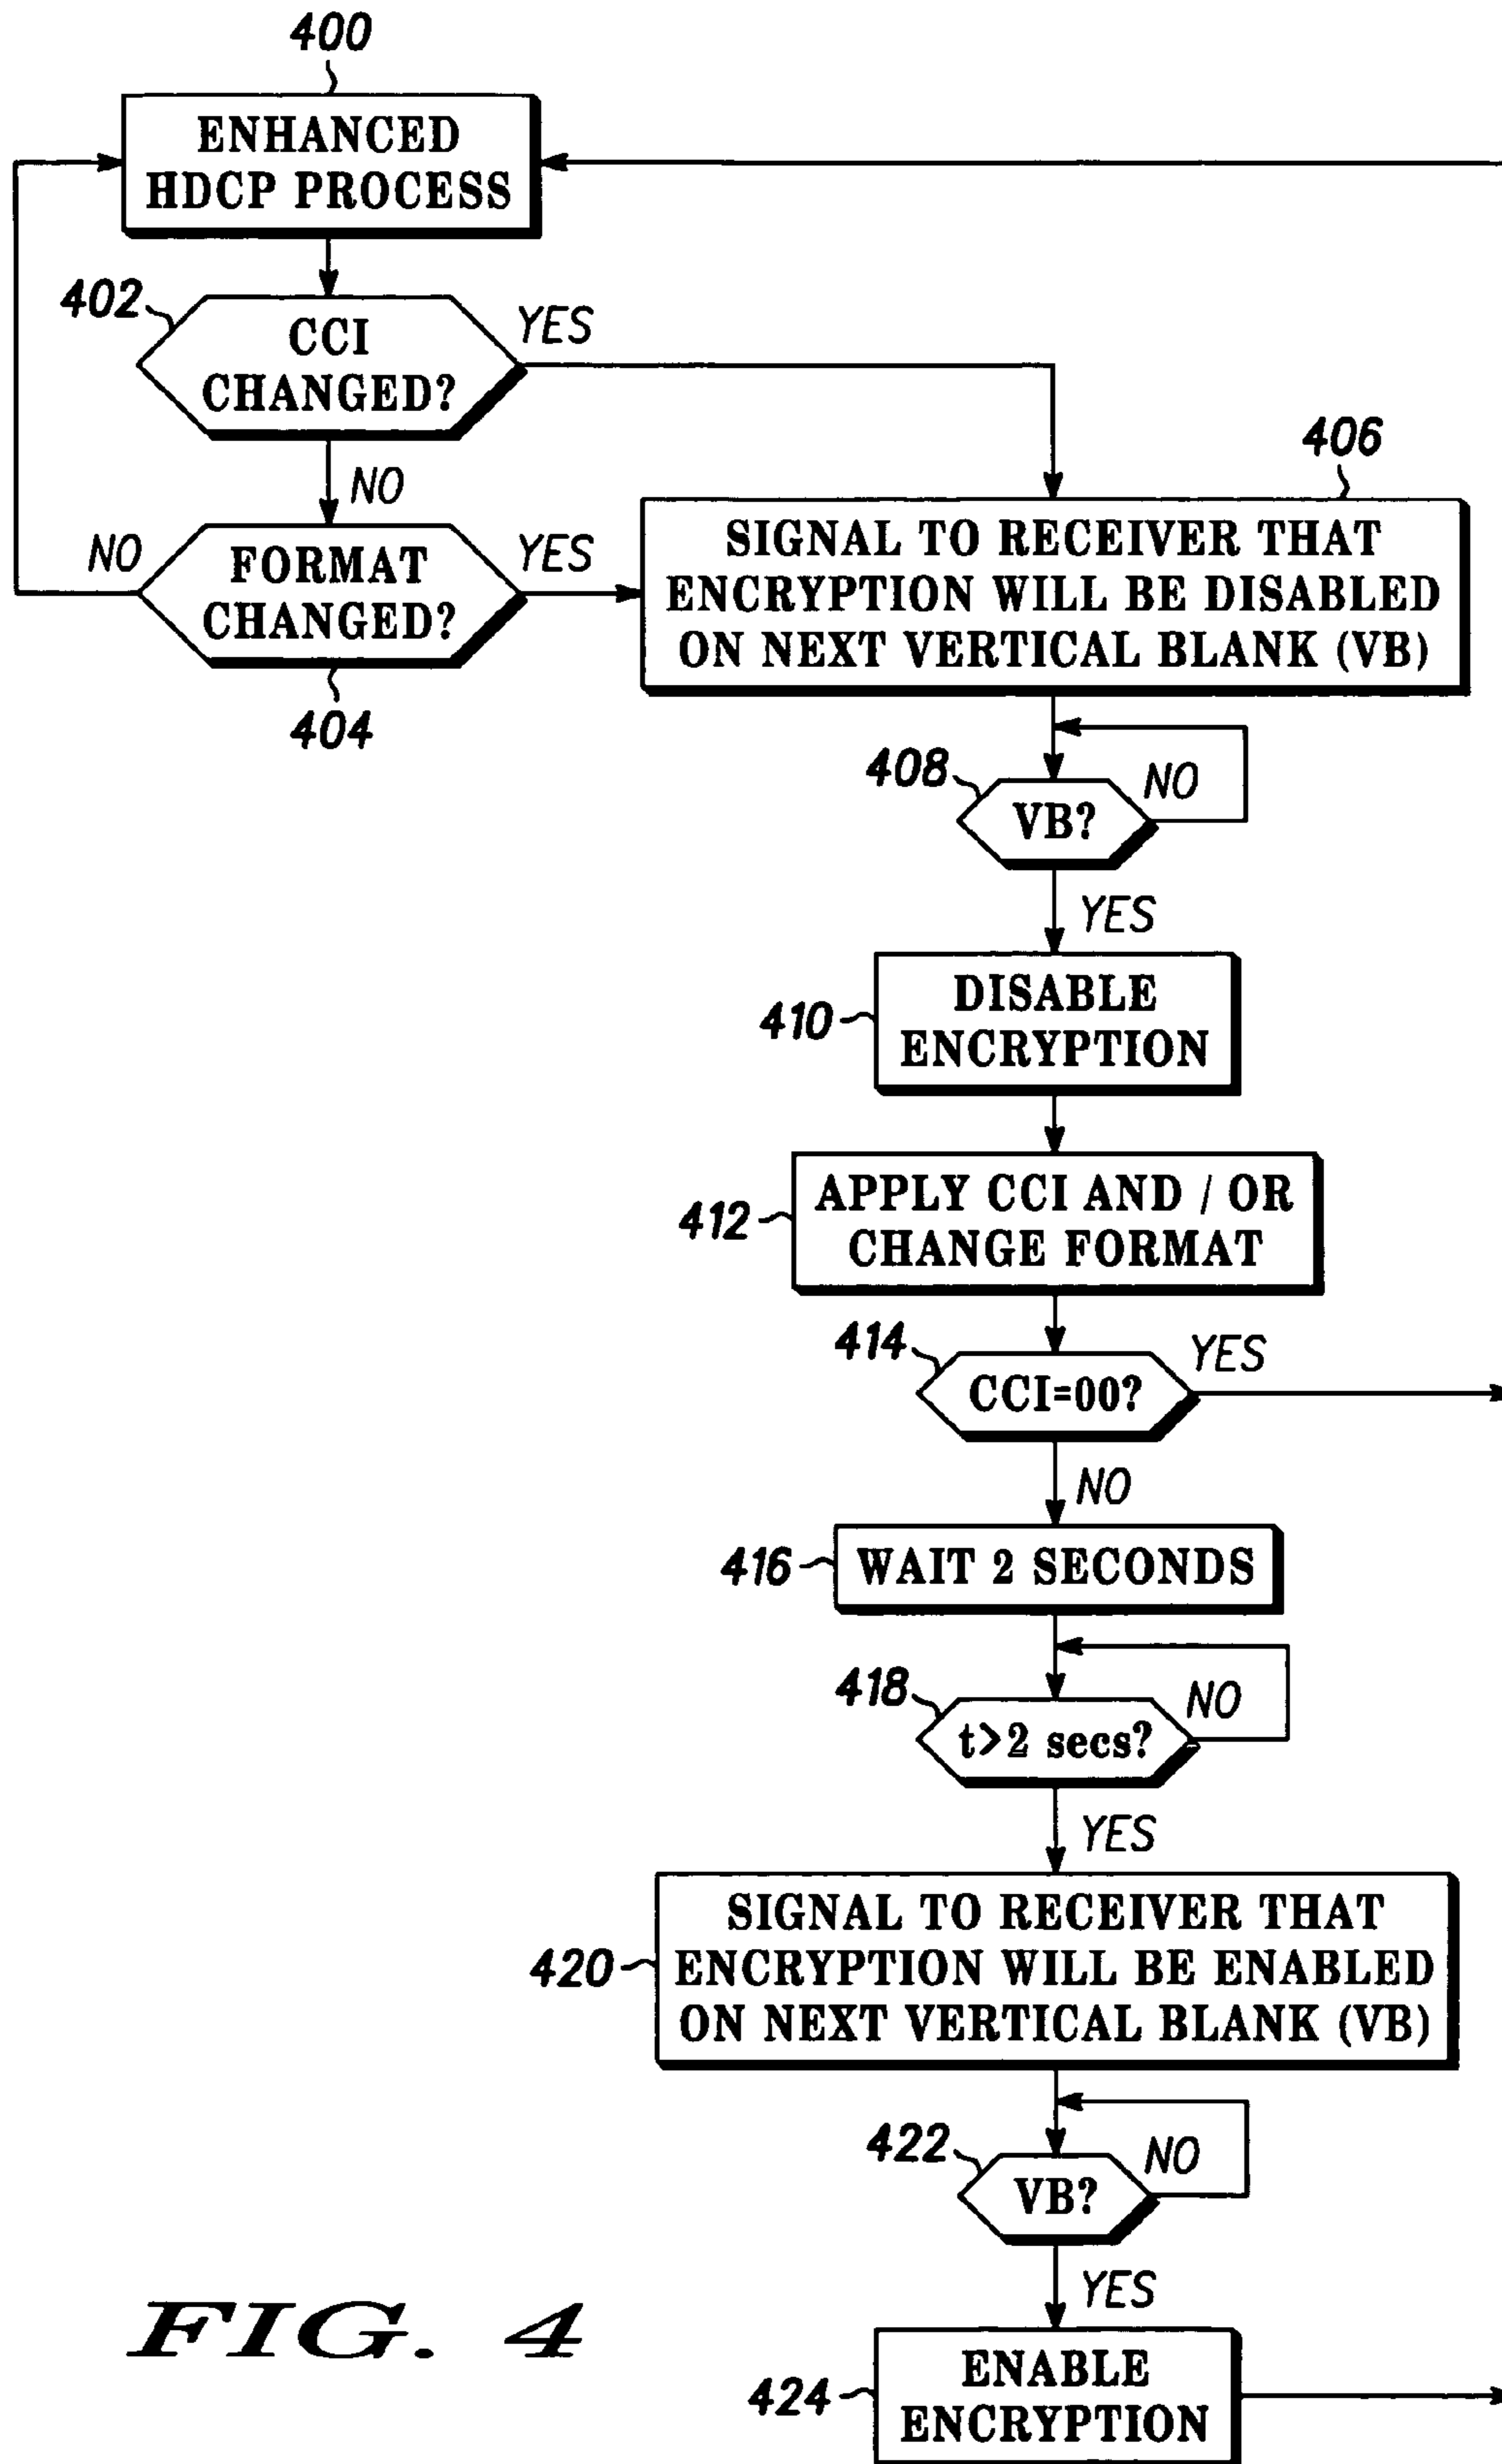 400
ENHANCED
HDCP PROCESS
402
CCI
CHANGED?
YES
NO
406
NO
FORMAT
CHANGED?
YES
404
SIGNAL TO RECEIVER THAT
ENCRYPTION WILL BE DISABLED
ON NEXT VERTICAL BLANK (VB)
408
VB?
NO
YES
410
DISABLE
ENCRYPTION
412
APPLY CCI AND / OR
CHANGE FORMAT
414
CCI=00?
YES
NO
416
WAIT 2 SECONDS
418
t>2 secs?
NO
YES
420
SIGNAL TO RECEIVER THAT
ENCRYPTION WILL BE ENABLED
ON NEXT VERTICAL BLANK (VB)
422
VB?
NO
YES
424
ENABLE
ENCRYPTION
FIG. 4